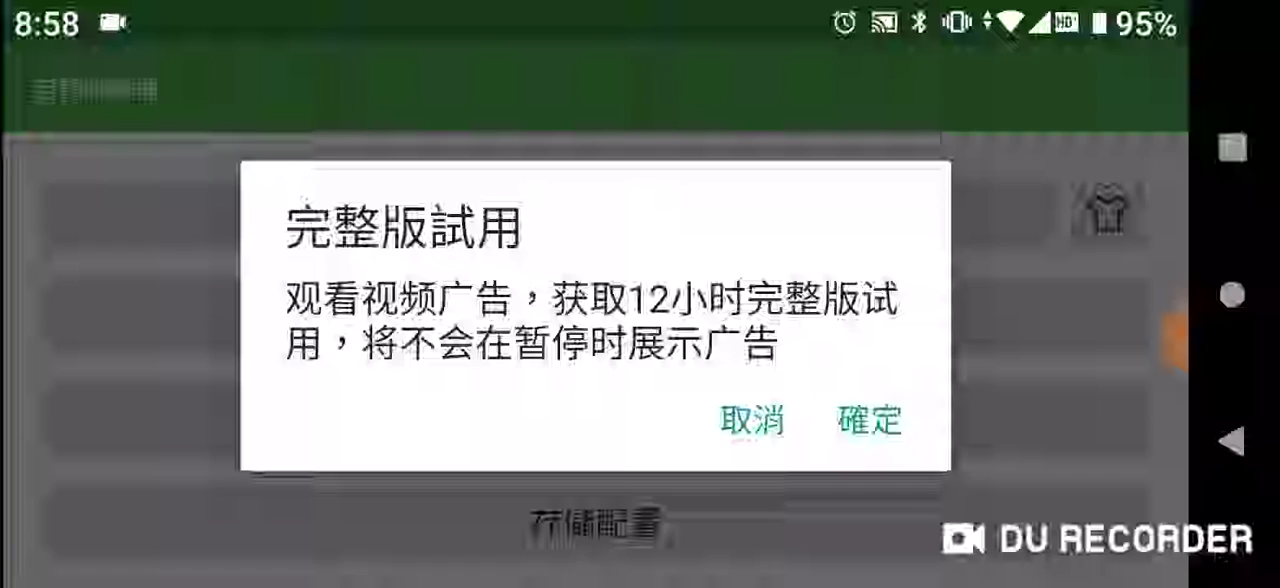 8:58
95%
完整版試用
观看视频广告，获取12小时完整版试
用，将不会在暂停时展示广告
取消 確定
存儲配置
DU RECORDER